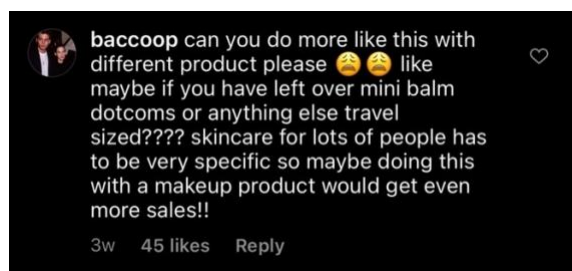 baccoop can you do more like this with
different product please 😩😩 like
maybe if you have left over mini balm
dotcoms or anything else travel
sized???? skincare for lots of people has
to be very specific so maybe doing this
with a makeup product would get even
more sales!!
3w 45 likes Reply